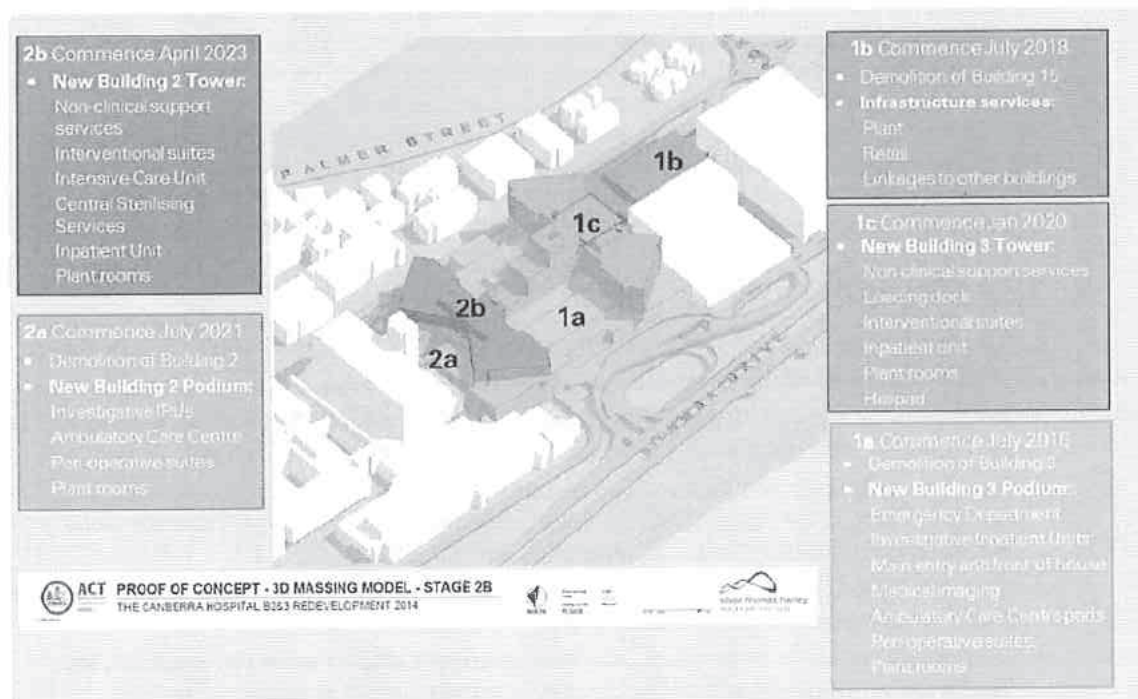 2b Commence April 2023
• New Building 2 Tower:
Non-clinical support
services
Interventional suites
Intensive Care Unit
Central Sterilising
Services
Inpatient Unit
Plant rooms
2a Commence July 2021
• Demolition of Building 2
• New Building 2 Podium:
Investigative IPUs
Ambulatory Care Centre
Peri-operative suites
Plant rooms
PALMER STREET
1b
1c
2b
1a
2a
DRIVE
1b Commence July 2018
• Demolition of Building 15
• Infrastructure services:
Plant
Retail
Linkages to other buildings
1c Commence Jan 2020
• New Building 3 Tower:
Non clinical support services
Loading dock
Interventional suites
Inpatient unit
Plant rooms
Helipad
1a Commence July 2016
• Demolition of Building 3
• New Building 3 Podium:
Emergency Department
Investigative Inpatient Units
Main entry and front of house
Medical imaging
Ambulatory Care Centre pods
Peri-operative suites
Plant rooms
ACT
PROOF OF CONCEPT - 3D MASSING MODEL - STAGE 2B
THE CANBERRA HOSPITAL B2&3 REDEVELOPMENT 2014